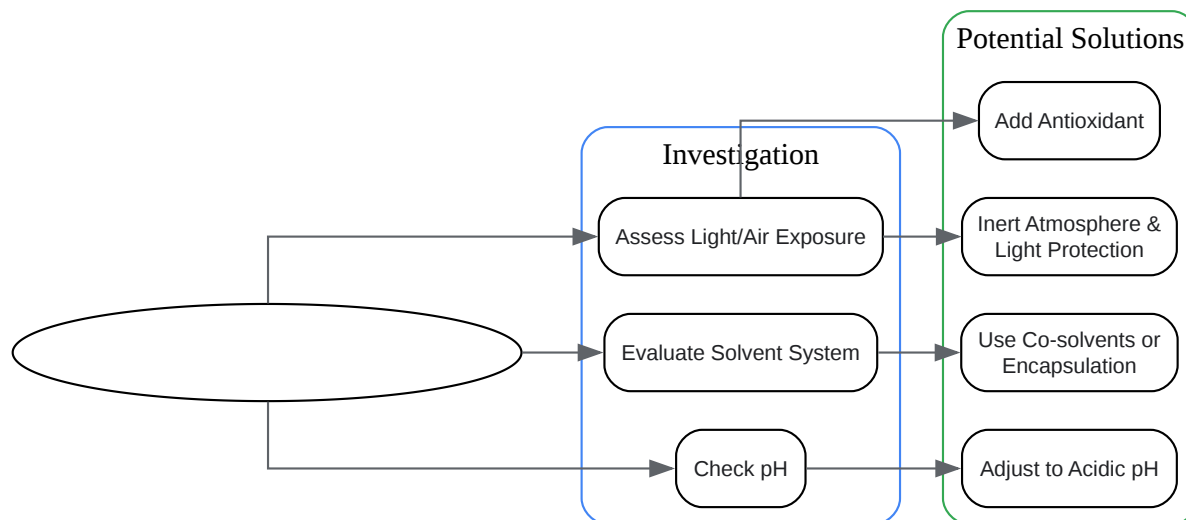 Potential Solutions
Add Antioxidant
Investigation
Assess Light/Air Exposure
Inert Atmosphere &
Light Protection
Evaluate Solvent System
Use Co-solvents or
Encapsulation
Check pH
Adjust to Acidic pH